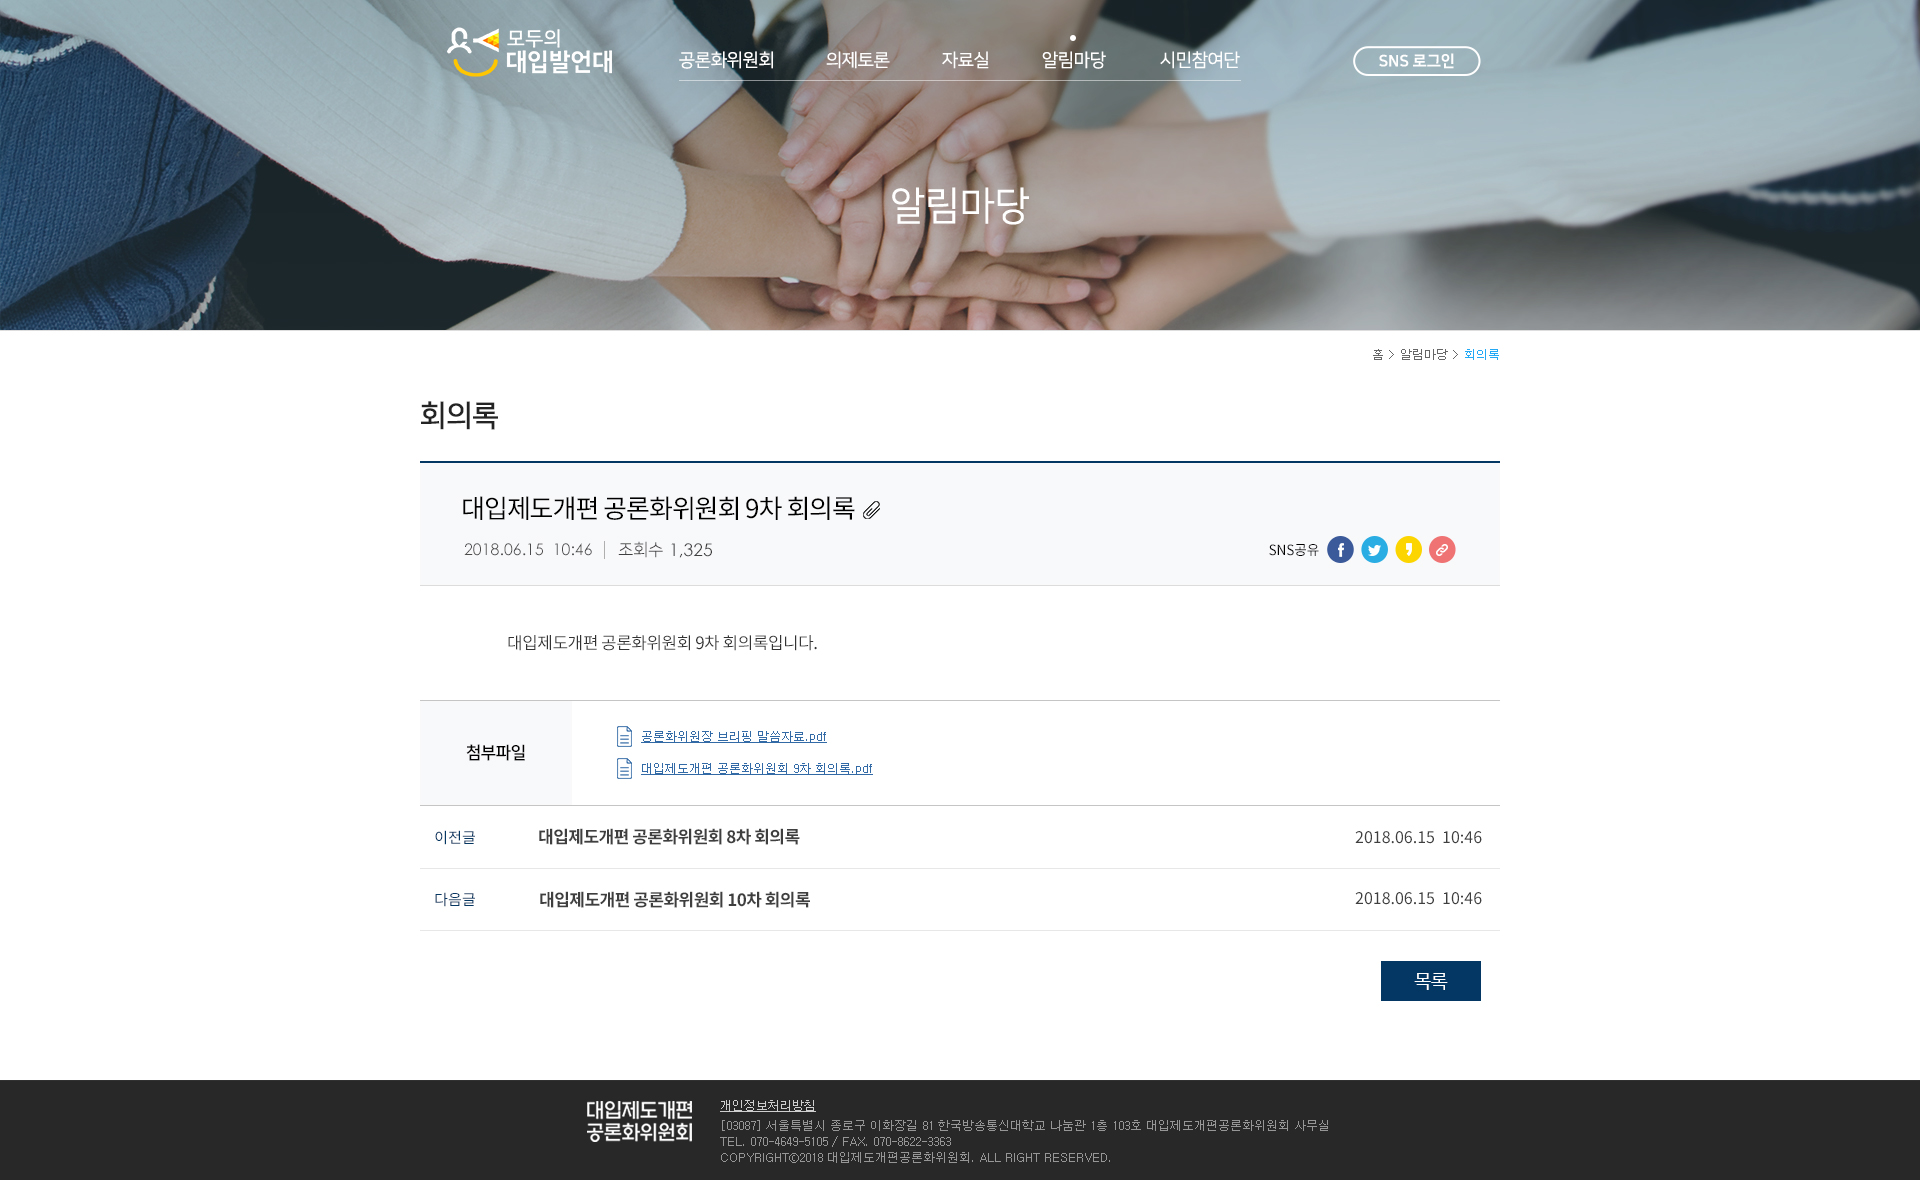 모두의
대입발언대
공론화위원회 의제토론 자료실 알림마당 시민참여단
SNS 로그인
알림마당
홈 > 알림마당 > 회의록
회의록
대입제도개편 공론화위원회 9차 회의록
2018.06.15 10:46 | 조회수 1,325
SNS공유
대입제도개편 공론화위원회 9차 회의록입니다.
첨부파일
공론화위원장 브리핑 말씀자료.pdf
대입제도개편 공론화위원회 9차 회의록.pdf
이전글 대입제도개편 공론화위원회 8차 회의록 2018.06.15 10:46
다음글 대입제도개편 공론화위원회 10차 회의록 2018.06.15 10:46
목록
대입제도개편
공론화위원회
개인정보처리방침
[03087] 서울특별시 종로구 이화장길 81 한국방송통신대학교 나눔관 1층 103호 대입제도개편공론화위원회 사무실
TEL. 070-4649-5105 / FAX. 070-8622-3363
COPYRIGHT©2018 대입제도개편공론화위원회. ALL RIGHT RESERVED.